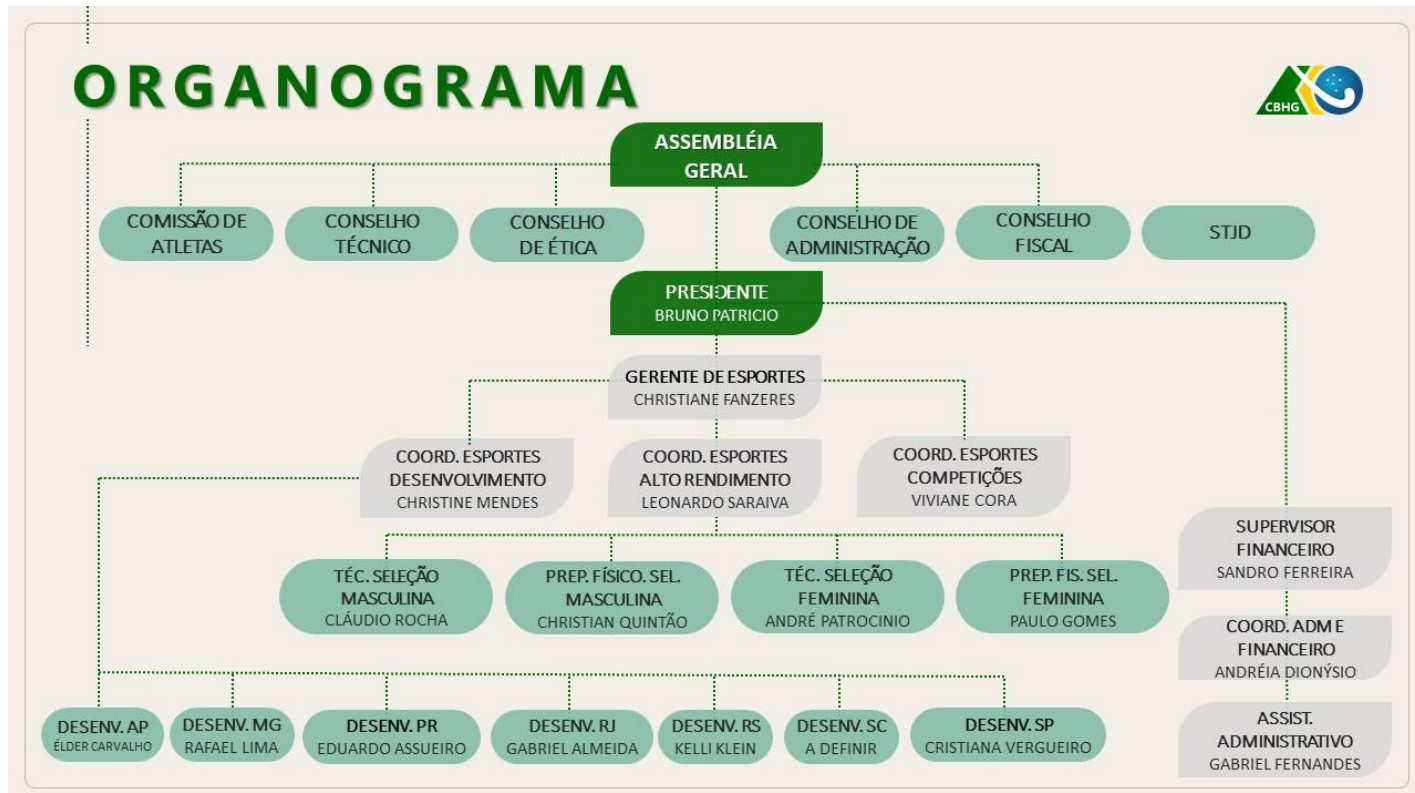 ORGANOGRAMA
CBHG
ASSEMBLÉIA
GERAL
COMISSÃO DE
ATLETAS
CONSELHO
TÉCNICO
CONSELHO
DE ÉTICA
CONSELHO DE
ADMINISTRAÇÃO
CONSELHO
FISCAL
STJD
PRESIDENTE
BRUNO PATRICIO
GERENTE DE ESPORTES
CHRISTIANE FANZERES
COORD. ESPORTES
DESENVOLVIMENTO
CHRISTINE MENDES
COORD. ESPORTES
ALTO RENDIMENTO
LEONARDO SARAIVA
COORD. ESPORTES
COMPETIÇÕES
VIVIANE CORA
SUPERVISOR
FINANCEIRO
SANDRO FERREIRA
TÉC. SELEÇÃO
MASCULINA
CLÁUDIO ROCHA
PREP. FÍSICO. SEL.
MASCULINA
CHRISTIAN QUINTÃO
TÉC. SELEÇÃO
FEMININA
ANDRÉ PATROCINIO
PREP. FIS. SEL.
FEMININA
PAULO GOMES
COORD. ADM E
FINANCEIRO
ANDRÉIA DIONÝSIO
DESENV. AP
ÉLDER CARVALHO
DESENV. MG
RAFAEL LIMA
DESENV. PR
EDUARDO ASSUEIRO
DESENV. RJ
GABRIEL ALMEIDA
DESENV. RS
KELLI KLEIN
DESENV. SC
A DEFINIR
DESENV. SP
CRISTIANA VERGUEIRO
ASSIST.
ADMINISTRATIVO
GABRIEL FERNANDES